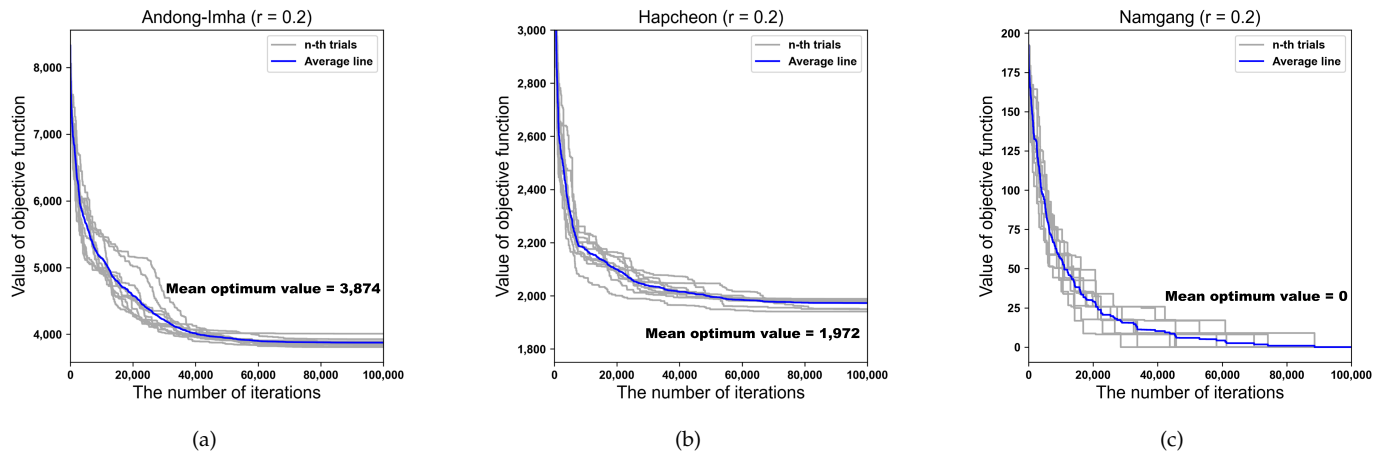 Andong-Imha (r = 0.2)
n-th trials
Average line
8,000
7,000
6,000
5,000
4,000
Value of objective function
Mean optimum value = 3,874
0 20,000 40,000 60,000 80,000 100,000
The number of iterations
(a)
Hapcheon (r = 0.2)
n-th trials
Average line
3,000
2,800
2,600
2,400
2,200
2,000
1,800
Value of objective function
Mean optimum value = 1,972
0 20,000 40,000 60,000 80,000 100,000
The number of iterations
(b)
Namgang (r = 0.2)
n-th trials
Average line
200
175
150
125
100
75
50
25
0
Value of objective function
Mean optimum value = 0
0 20,000 40,000 60,000 80,000 100,000
The number of iterations
(c)